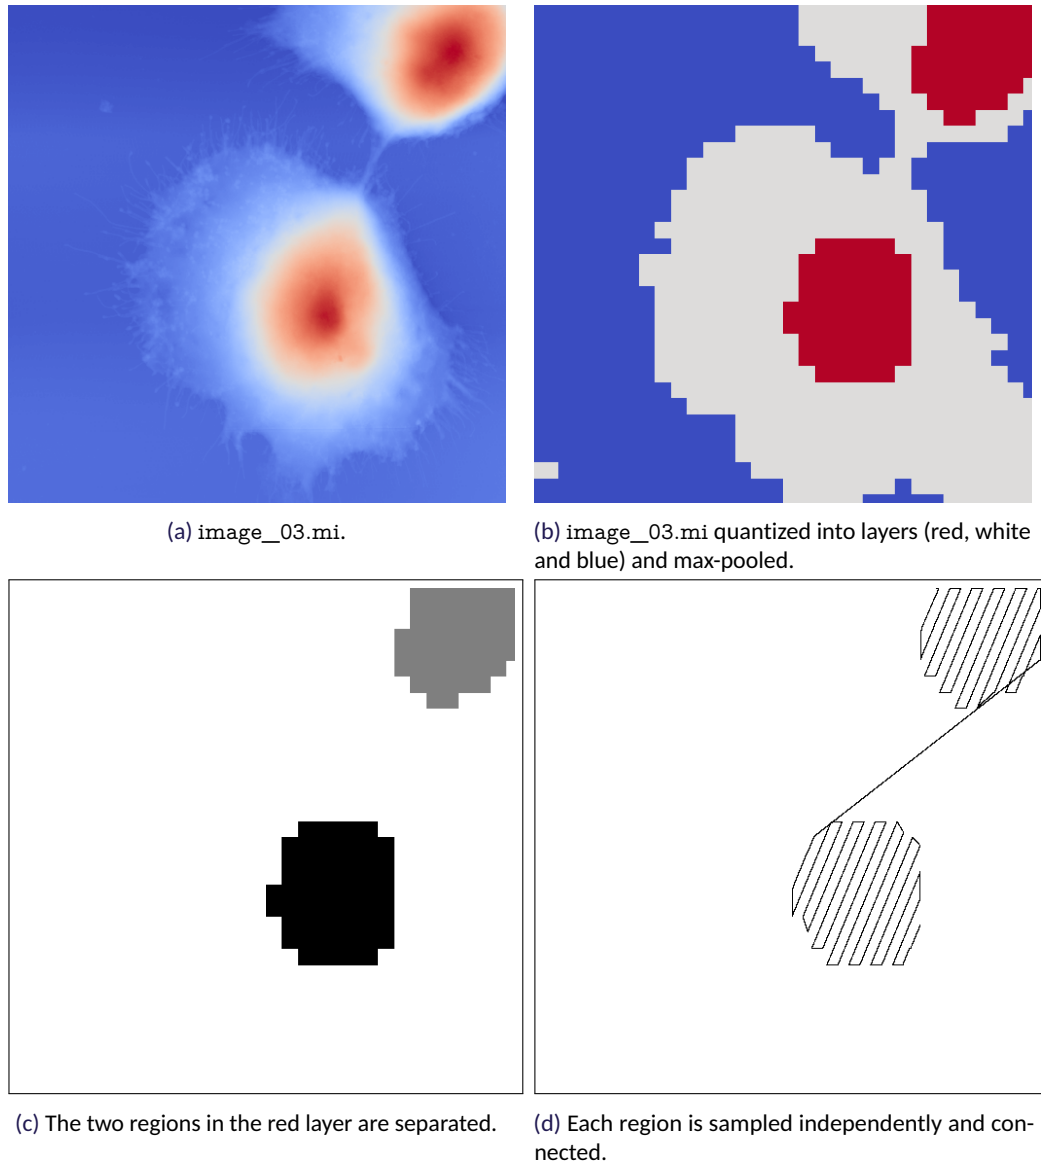 (a) image_03.mi.
(b) image_03.mi quantized into layers (red, white
and blue) and max-pooled.
(c) The two regions in the red layer are separated.
(d) Each region is sampled independently and con-
nected.